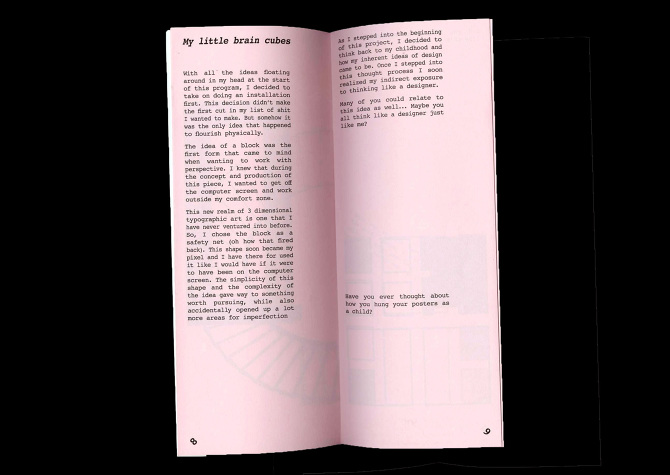 My little brain cubes
With all the ideas floating
around in my head at the start
of this program, I decided to
take on doing an installation
first. This decision didn't make
the first cut in my list of shit
I wanted to make. But somehow it
was the only idea that happened
to flourish physically.
The idea of a block was the
first form that came to mind
when wanting to work with
perspective. I knew that during
the concept and production of
this piece, I wanted to get off
the computer screen and work
outside my comfort zone.
This new realm of 3 dimensional
typographic art is one that I
have never ventured into before.
So, I chose the block as a
safety net (oh how that fired
back). This shape soon became my
pixel and I have there for used
it like I would have if it were
to have been on the computer
screen. The simplicity of this
shape and the complexity of
the idea gave way to something
worth pursuing, while also
accidentally opened up a lot
more areas for imperfection
8
As I stepped into the beginning
of this project, I decided to
think back to my childhood and
how my inherent ideas of design
came to be. Once I stepped into
this thought process I soon
realised my indirect exposure
to thinking like a designer.
Many of you could relate to
this idea as well... Maybe you
all think like a designer just
like me?
Have you ever thought about
how you hung your posters as
a child?
9